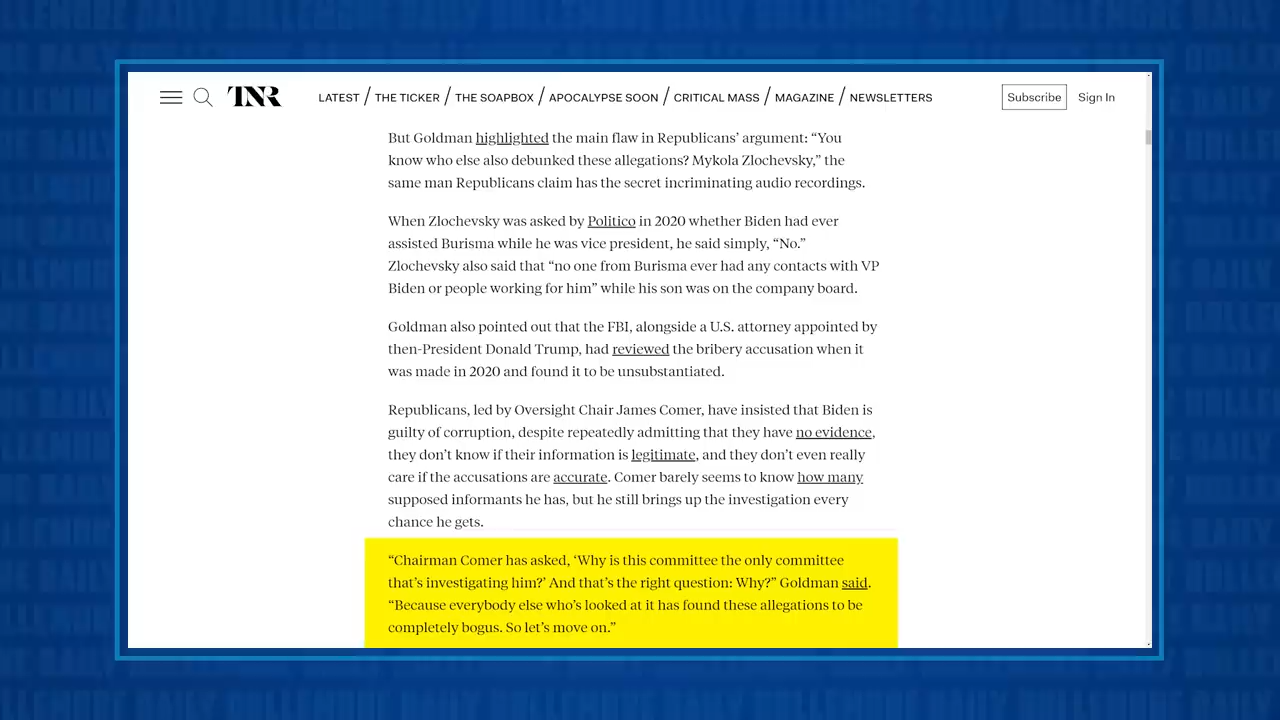 TNR LATEST / THE TICKER / THE SOAPBOX / APOCALYPSE SOON / CRITICAL MASS / MAGAZINE / NEWSLETTERS Subscribe Sign In
But Goldman highlighted the main flaw in Republicans’ argument: “You
know who else also debunked these allegations? Mykola Zlochevsky,” the
same man Republicans claim has the secret incriminating audio recordings.
When Zlochevsky was asked by Politico in 2020 whether Biden had ever
assisted Burisma while he was vice president, he said simply, “No.”
Zlochevsky also said that “no one from Burisma ever had any contacts with VP
Biden or people working for him” while his son was on the company board.
Goldman also pointed out that the FBI, alongside a U.S. attorney appointed by
then-President Donald Trump, had reviewed the bribery accusation when it
was made in 2020 and found it to be unsubstantiated.
Republicans, led by Oversight Chair James Comer, have insisted that Biden is
guilty of corruption, despite repeatedly admitting that they have no evidence,
they don’t know if their information is legitimate, and they don’t even really
care if the accusations are accurate. Comer barely seems to know how many
supposed informants he has, but he still brings up the investigation every
chance he gets.
“Chairman Comer has asked, ‘Why is this committee the only committee
that’s investigating him?’ And that’s the right question: Why?” Goldman said.
“Because everybody else who’s looked at it has found these allegations to be
completely bogus. So let’s move on.”